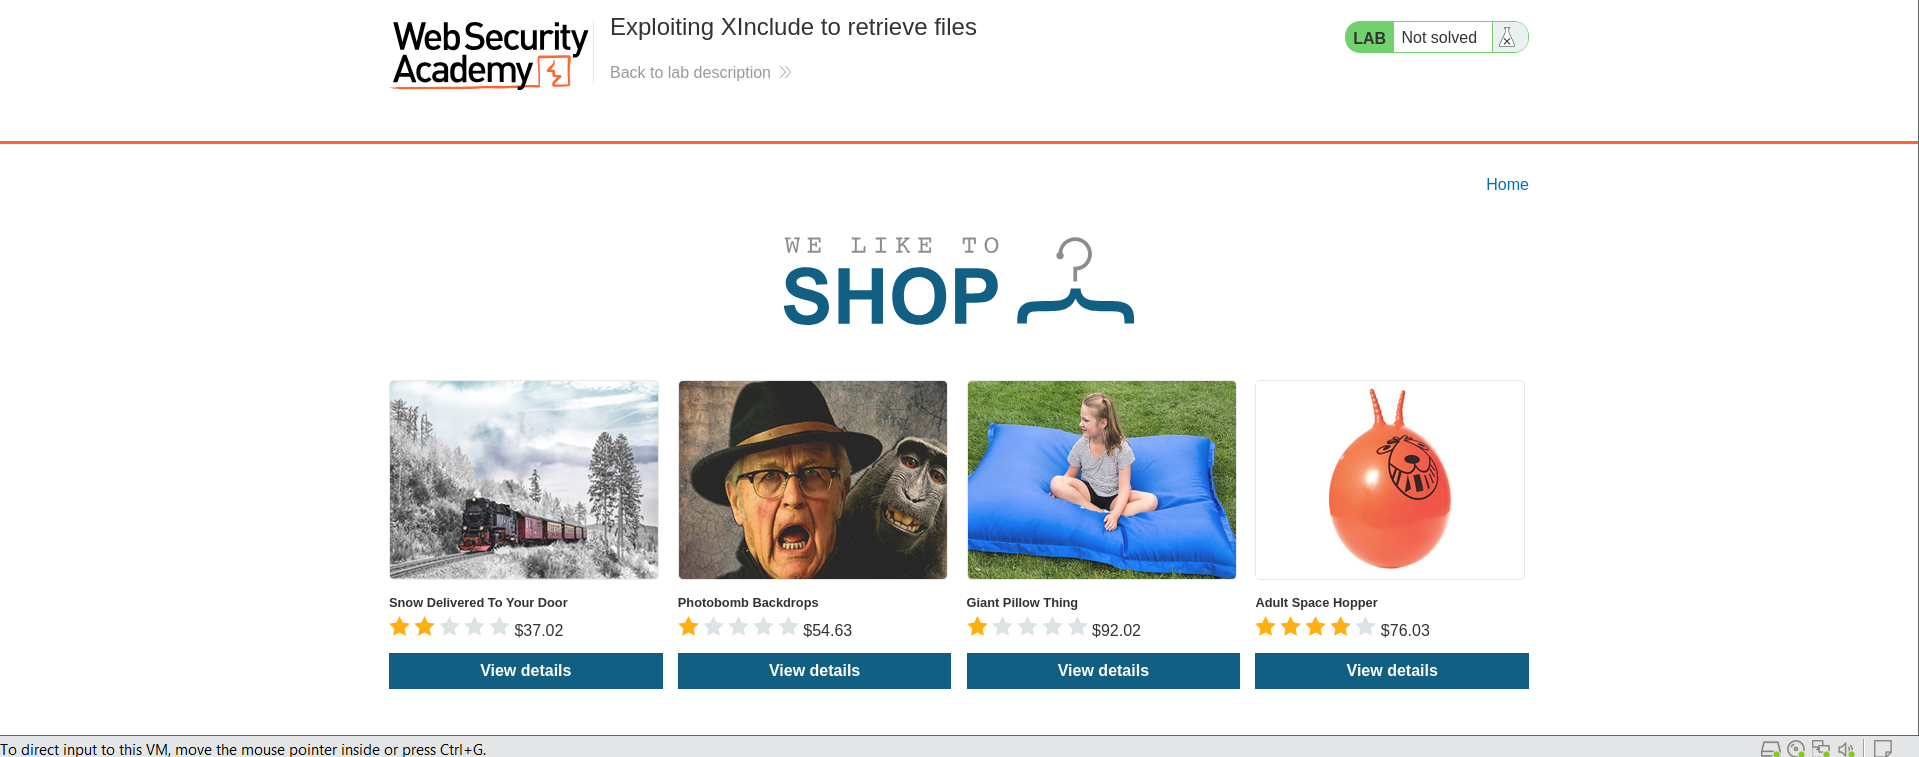 Web Security
Academy
Exploiting XInclude to retrieve files
Back to lab description
LAB
Not solved
Home
WE LIKE TO
SHOP
Snow Delivered To Your Door
$37.02
View details
Photobomb Backdrops
$54.63
View details
Giant Pillow Thing
$92.02
View details
Adult Space Hopper
$76.03
View details
To direct input to this VM, move the mouse pointer inside or press Ctrl+G.